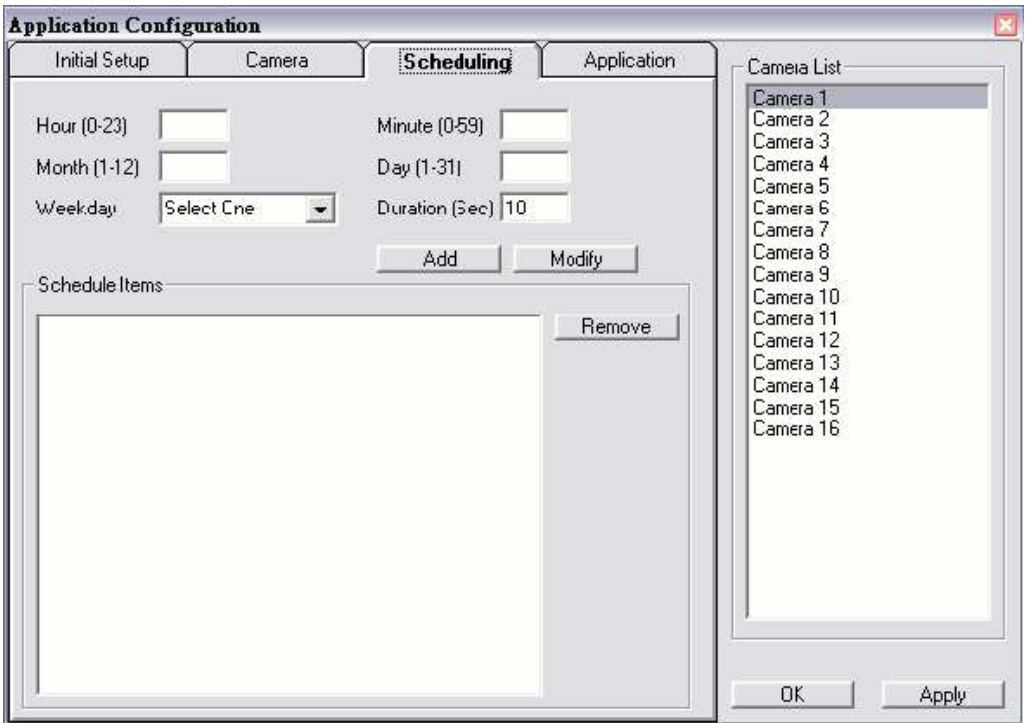 Application Configuration
Initial Setup Camera Scheduling Application
Hour (0-23) Minute (0-59)
Month (1-12) Day (1-31)
Weekday Select One Duration (Sec) 10
Add Modify
Schedule Items
Remove
Camera List
Camera 1
Camera 2
Camera 3
Camera 4
Camera 5
Camera 6
Camera 7
Camera 8
Camera 9
Camera 10
Camera 11
Camera 12
Camera 13
Camera 14
Camera 15
Camera 16
OK Apply